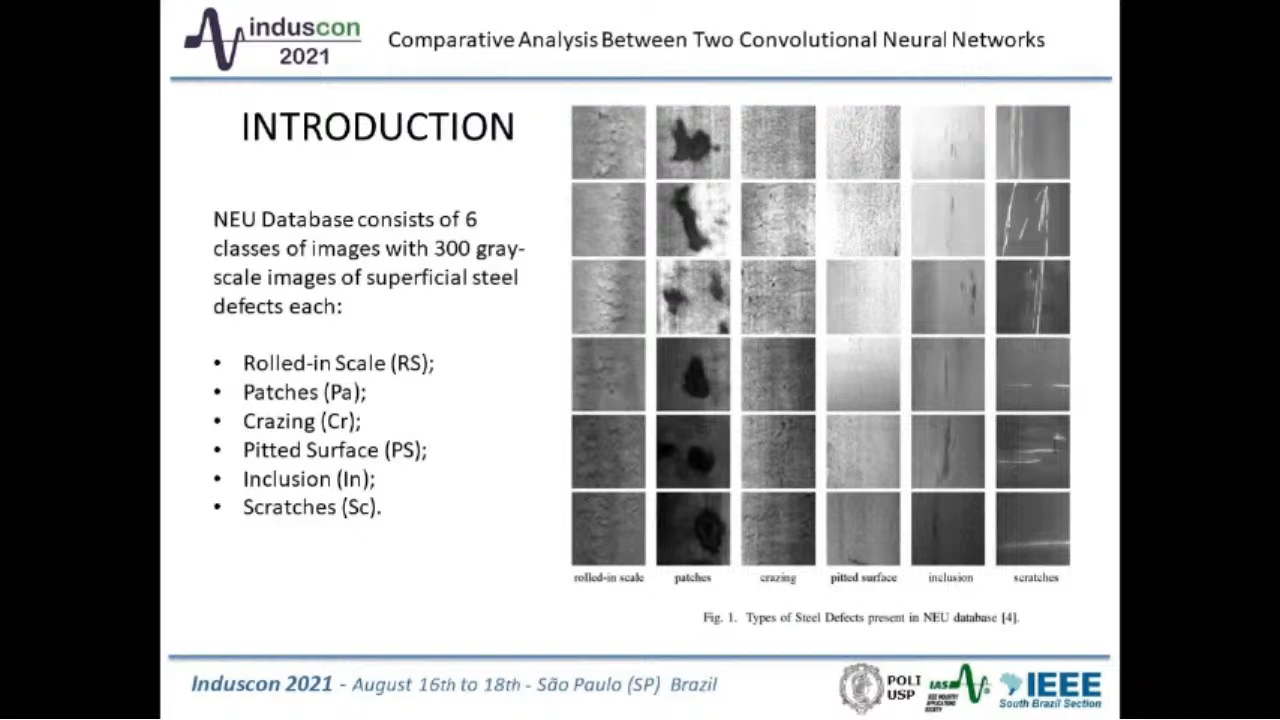 induscon
2021
Comparative Analysis Between Two Convolutional Neural Networks
INTRODUCTION
NEU Database consists of 6
classes of images with 300 gray-
scale images of superficial steel
defects each:
• Rolled-in Scale (RS);
• Patches (Pa);
• Crazing (Cr);
• Pitted Surface (PS);
• Inclusion (In);
• Scratches (Sc).
rolled-in scale patches crazing pitted surface inclusion scratches
Fig. 1. Types of Steel Defects present in NEU database [4].
Induscon 2021 - August 16th to 18th - São Paulo (SP) Brazil
POLI
USP
IAS
IEEE INDUSTRY
APPLICATIONS
SOCIETY
IEEE
South Brazil Section